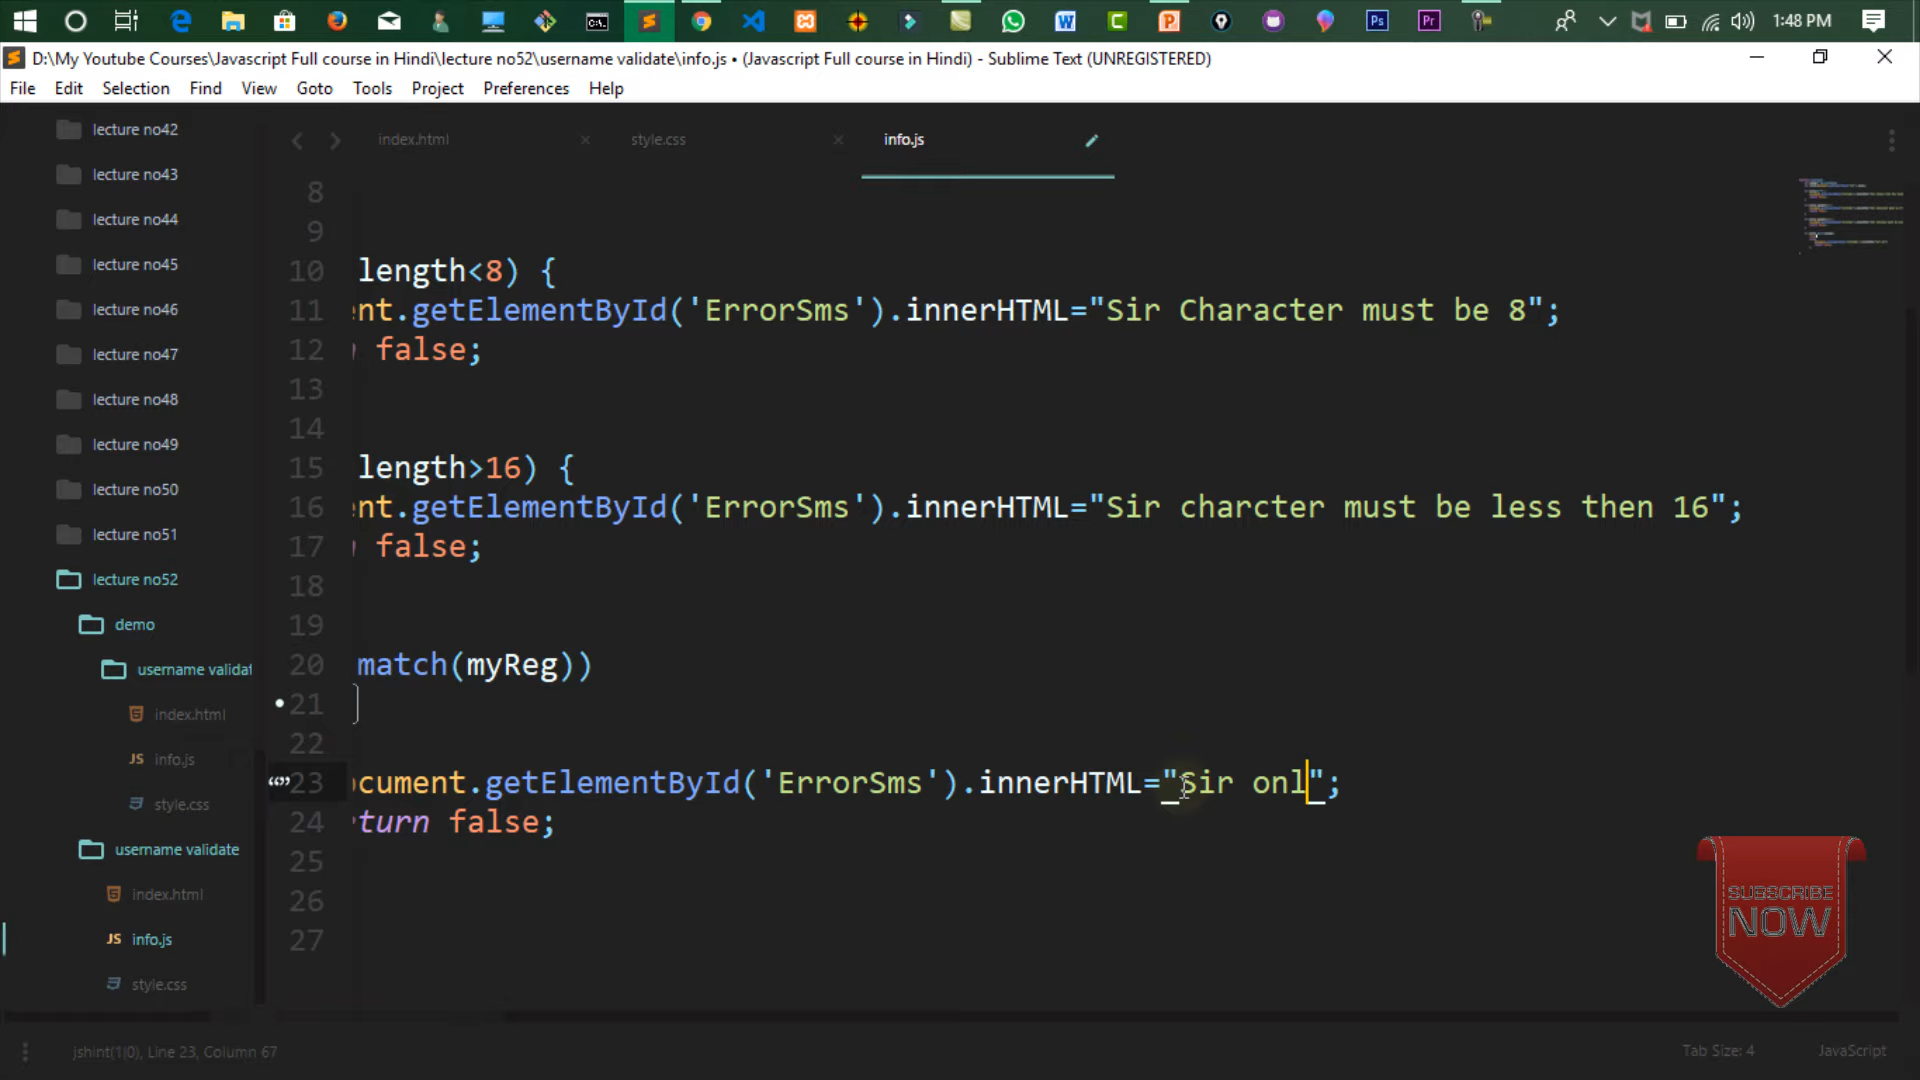 1:48 PM
D:\My Youtube Courses\Javascript Full course in Hindi\lecture no52\username validate\info.js • (Javascript Full course in Hindi) - Sublime Text (UNREGISTERED)
File Edit Selection Find View Goto Tools Project Preferences Help
index.html style.css info.js
lecture no42
lecture no43
lecture no44
lecture no45
lecture no46
lecture no47
lecture no48
lecture no49
lecture no50
lecture no51
lecture no52
demo
username validat
index.html
JS info.js
style.css
username validate
index.html
JS info.js
style.css
8
9
10 length<8) {
11 ent.getElementById('ErrorSms').innerHTML="Sir Character must be 8";
12 false;
13
14
15 length>16) {
16 ent.getElementById('ErrorSms').innerHTML="Sir charcter must be less then 16";
17 false;
18
19
20 match(myReg))
21
22
23 ocument.getElementById('ErrorSms').innerHTML="Sir onl";
24 turn false;
25
26
27
SUBSCRIBE
NOW
jshint(1|0), Line 23, Column 67
Tab Size: 4 JavaScript